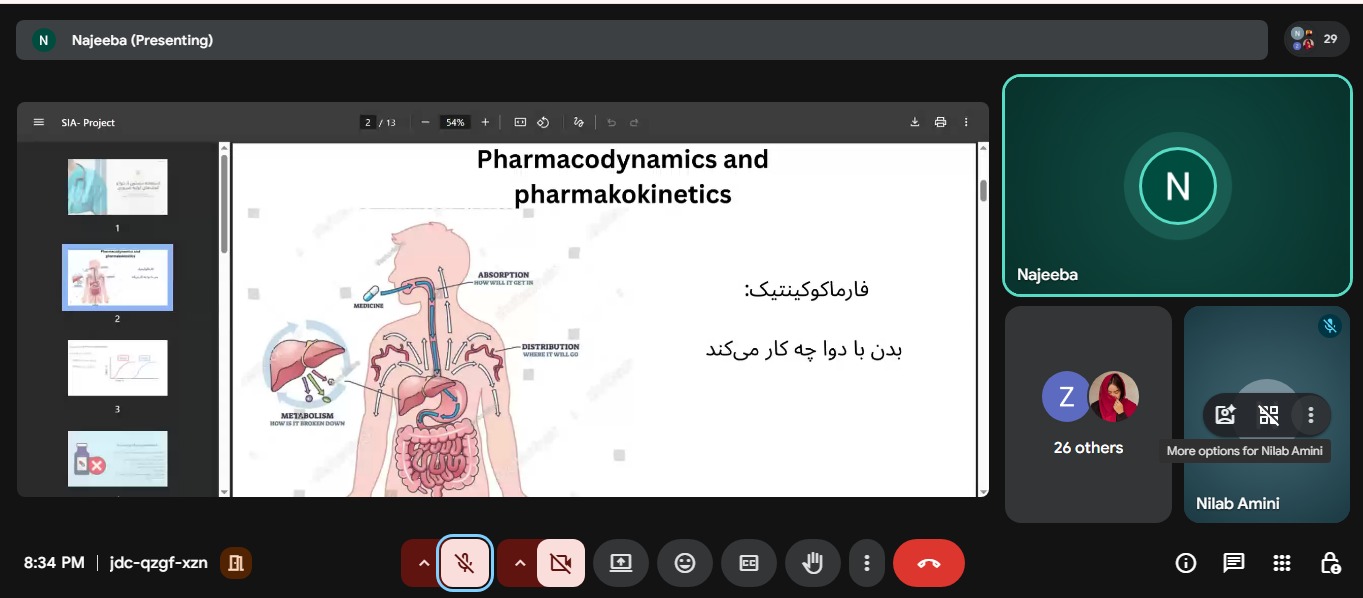 N
Najeeba (Presenting)
29
SIA- Project
2 / 13
54%
1
2
3
Pharmacodynamics and
pharmakokinetics
ABSORPTION
HOW WILL IT GET IN
MEDICINE
DISTRIBUTION
WHERE IT WILL GO
METABOLISM
HOW IS IT BROKEN DOWN
فارماکوکینتیک:
بدن با دوا چه کار می‌کند
N
Najeeba
Z
26 others
More options for Nilab Amini
Nilab Amini
8:34 PM | jdc-qzgf-xzn